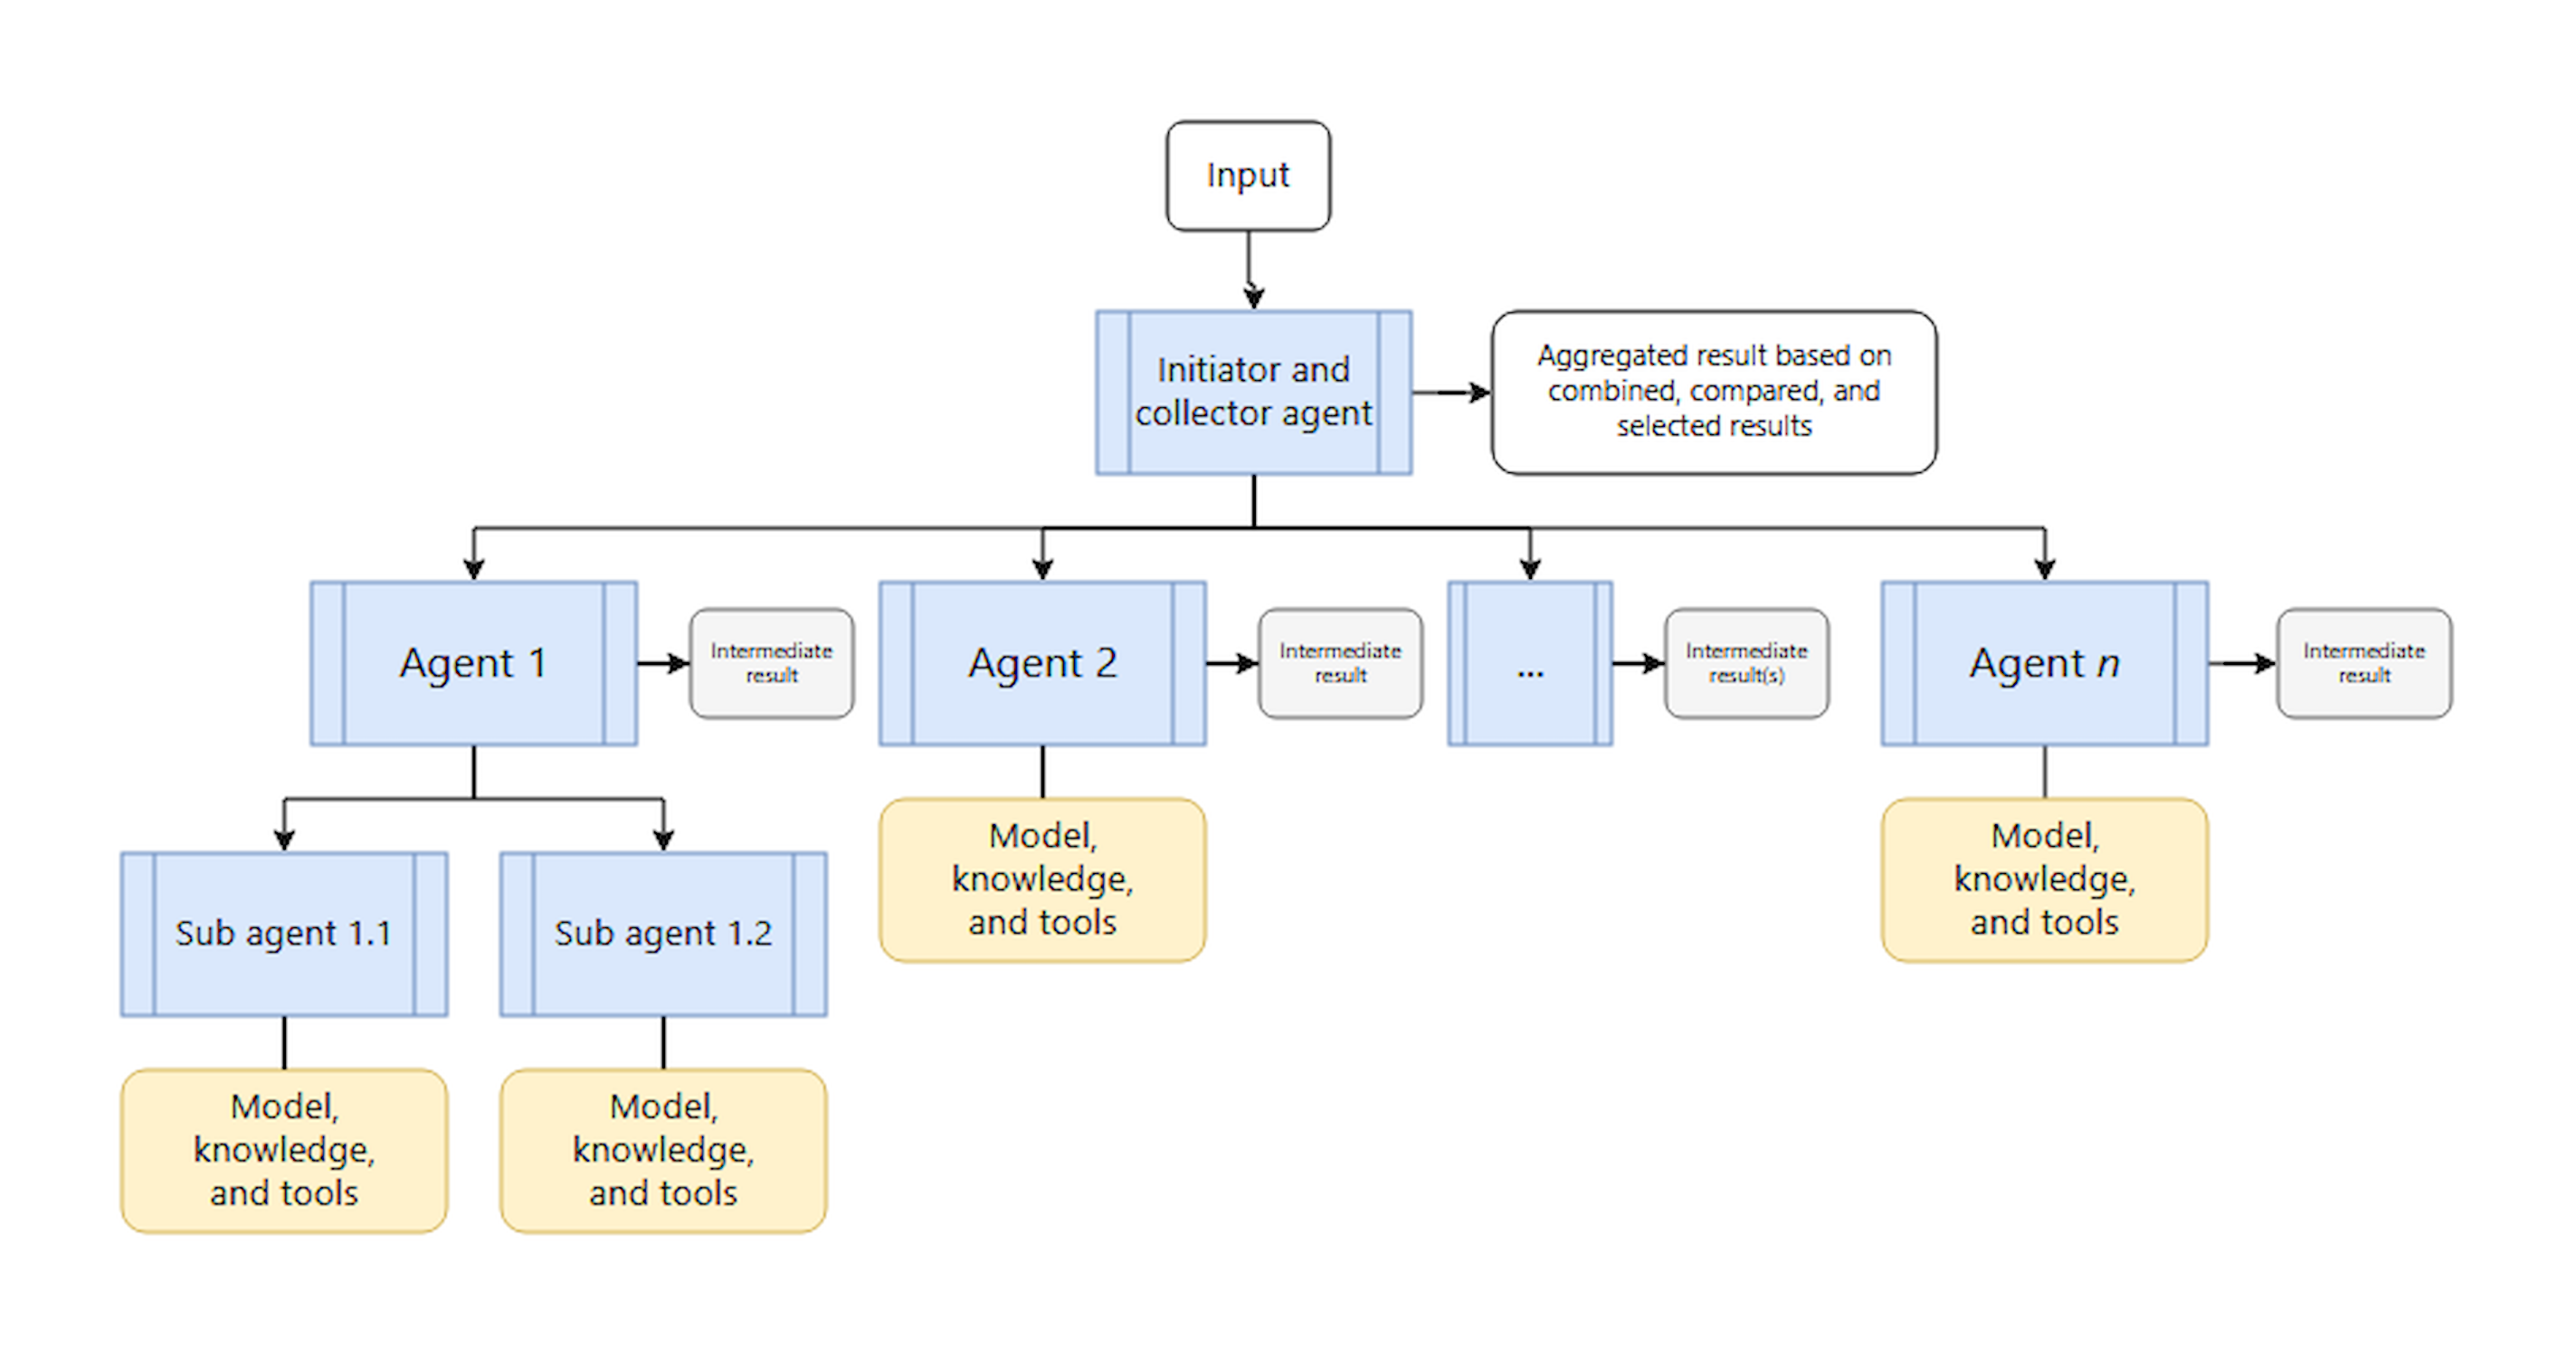 Input
Initiator and
collector agent
Aggregated result based on
combined, compared, and
selected results
Agent 1
Intermediate
result
Agent 2
Intermediate
result
...
Intermediate
result(s)
Agent n
Intermediate
result
Sub agent 1.1
Sub agent 1.2
Model,
knowledge,
and tools
Model,
knowledge,
and tools
Model,
knowledge,
and tools
Model,
knowledge,
and tools